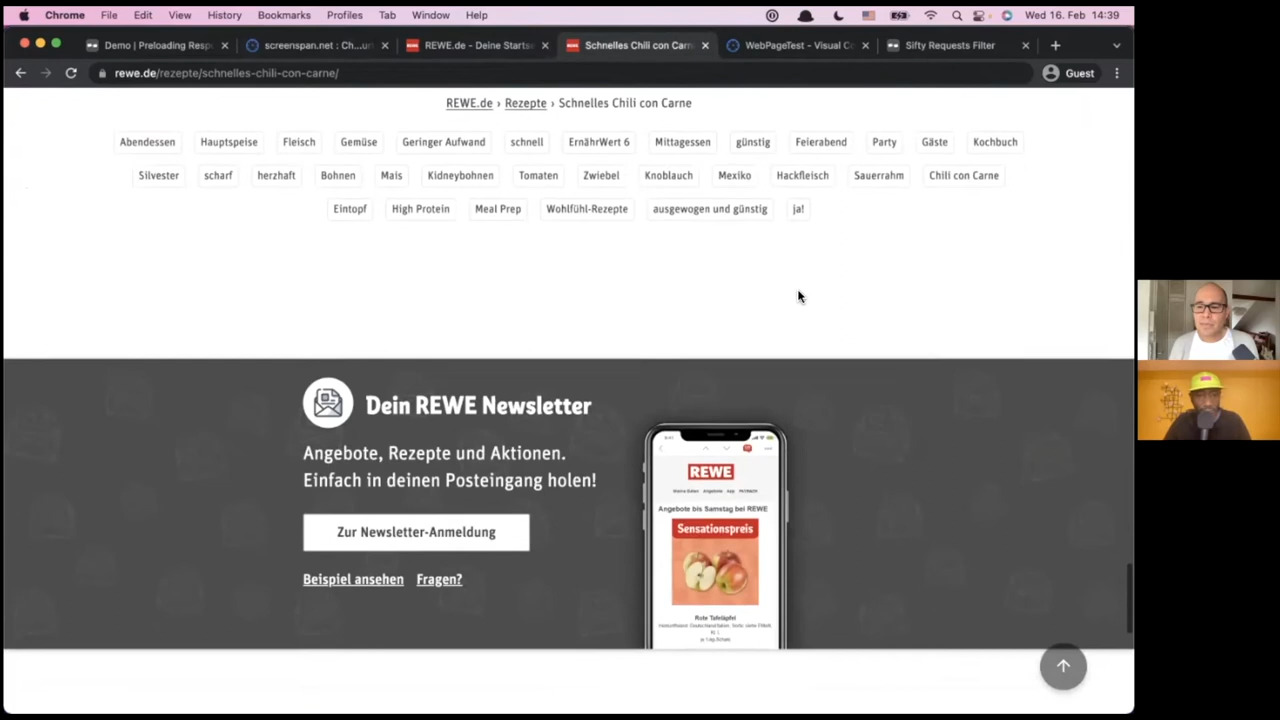 Chrome File Edit View History Bookmarks Profiles Tab Window Help Wed 16. Feb 14:39
Demo | Preloading Resp screenspan.net : Ch...un REWE.de - Deine Startse Schnelles Chili con Carn WebPageTest - Visual Co Sifty Requests Filter
rewe.de/rezepte/schnelles-chili-con-carne/ Guest
REWE.de › Rezepte › Schnelles Chili con Carne
Abendessen Hauptspeise Fleisch Gemüse Geringer Aufwand schnell ErnährWert 6 Mittagessen günstig Feierabend Party Gäste Kochbuch
Silvester scharf herzhaft Bohnen Mais Kidneybohnen Tomaten Zwiebel Knoblauch Mexiko Hackfleisch Sauerrahm Chili con Carne
Eintopf High Protein Meal Prep Wohlfühl-Rezepte ausgewogen und günstig ja!
Dein REWE Newsletter
Angebote, Rezepte und Aktionen.
Einfach in deinen Posteingang holen!
Zur Newsletter-Anmeldung
Beispiel ansehen Fragen?
REWE
Angebote bis Samstag bei REWE
Sensationspreis
Rote Tafeläpfel